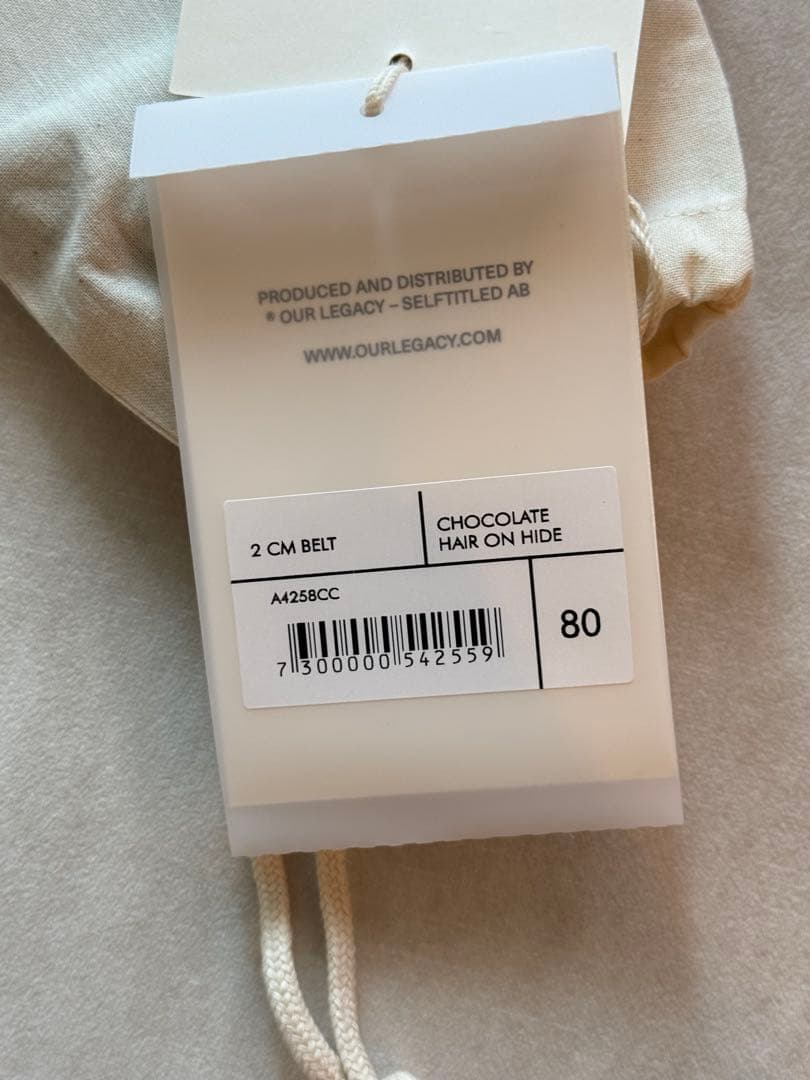 PRODUCED AND DISTRIBUTED BY
® OUR LEGACY – SELFTITLED AB
WWW.OURLEGACY.COM
2 CM BELT
CHOCOLATE
HAIR ON HIDE
A4258CC
80
7 300000 542559